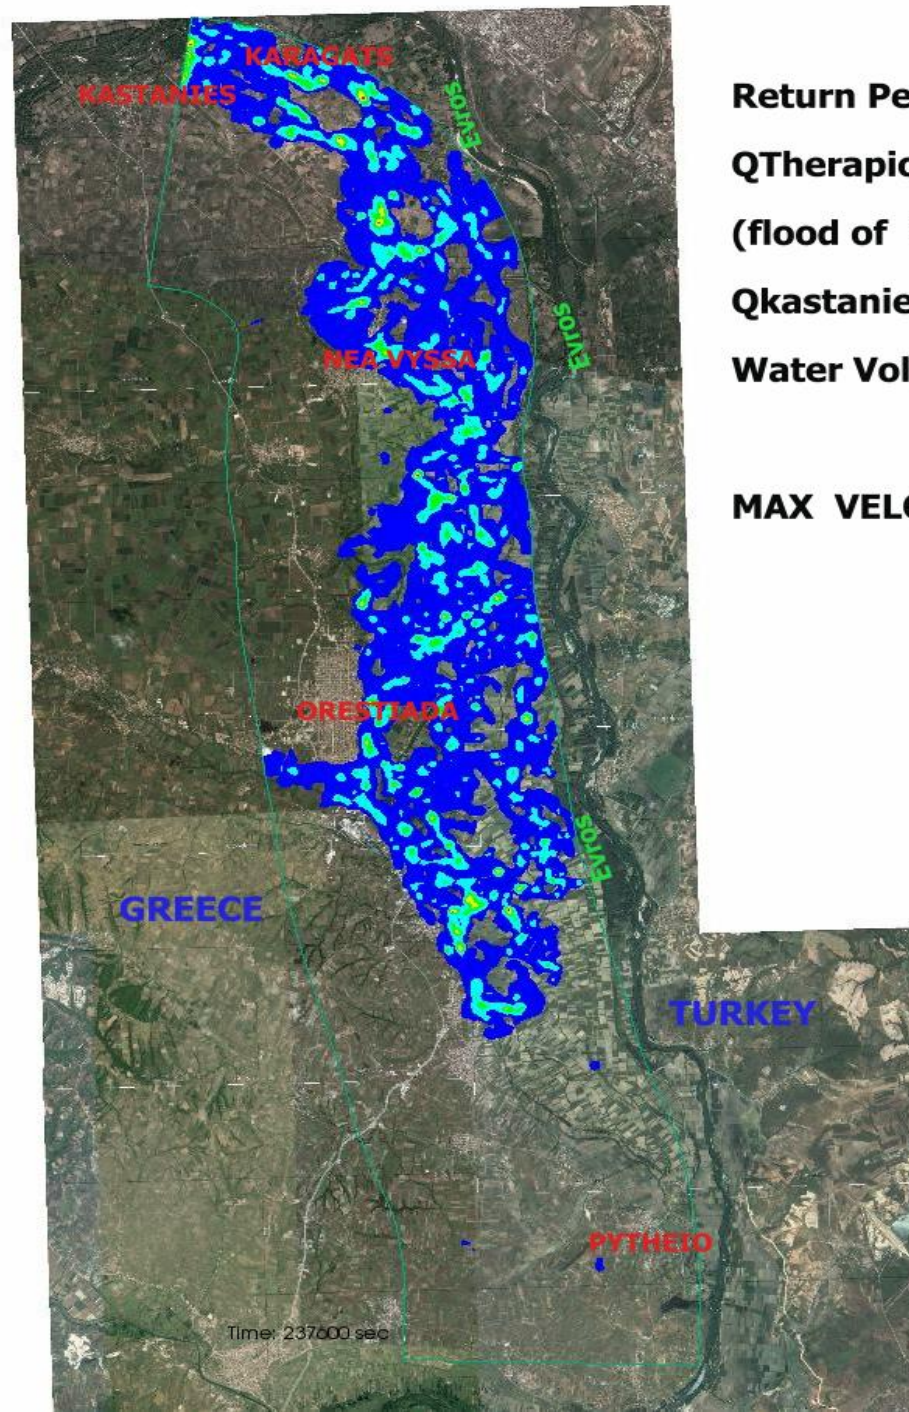 KARAGATS
KASTANIES
Evros
Return Pe
QTherapio
(flood of
Qkastanie
Water Vol
Evros
NEA VYSSA
MAX VELO
ORESTIADA
Evros
GREECE
TURKEY
PYTHEIO
Time: 237600 sec